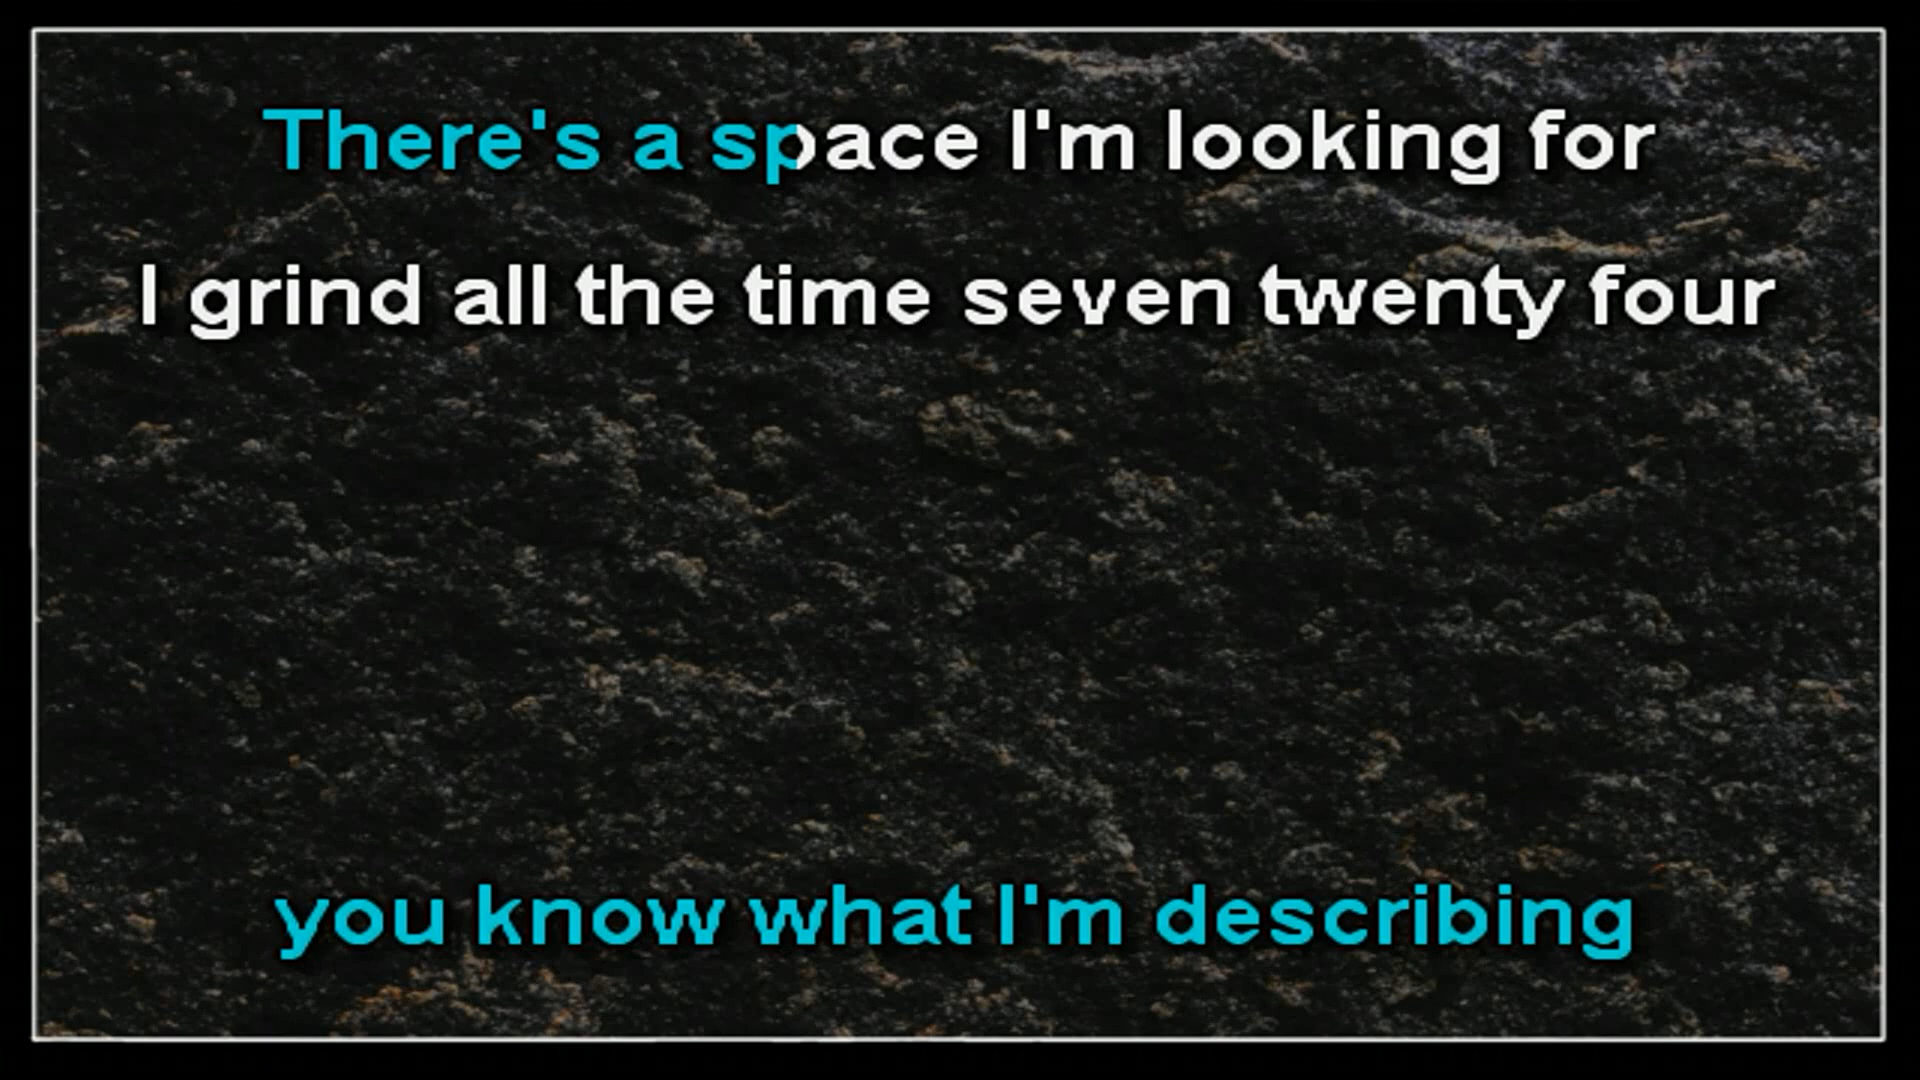 There's a space I'm looking for
I grind all the time seven twenty four
you know what I'm describing